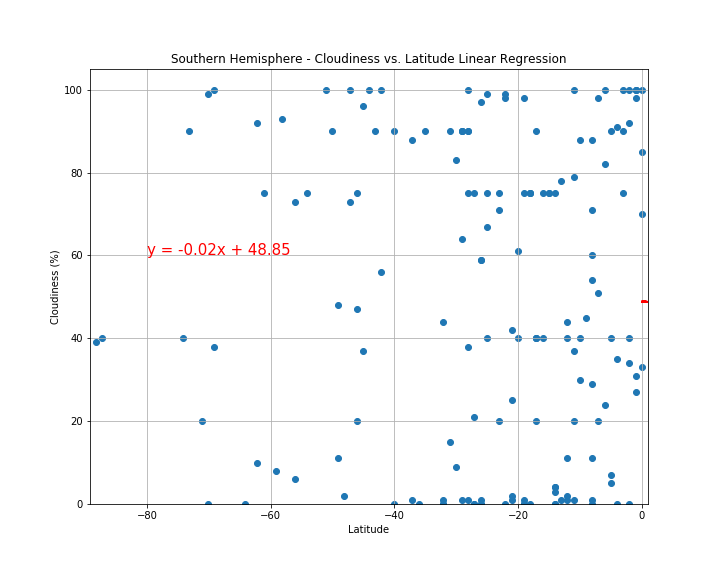 Southern Hemisphere - Cloudiness vs. Latitude Linear Regression
100
80
60
40
20
0
Cloudiness (%)
y = -0.02x + 48.85
−80
−60
−40
−20
0
Latitude